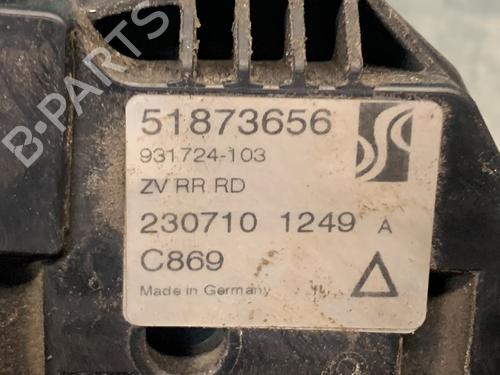 B-PARTS
51873656
931724-103
ZV RR RD
230710 1249 A
C869
Made in Germany